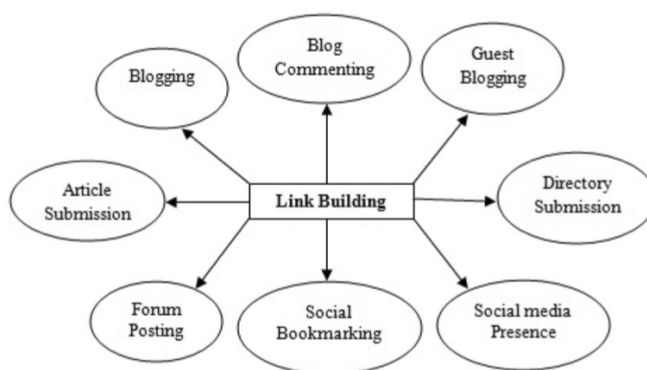 Blog
Commenting
Guest
Blogging
Blogging
Article
Submission
Link Building
Directory
Submission
Forum
Posting
Social
Bookmarking
Social media
Presence